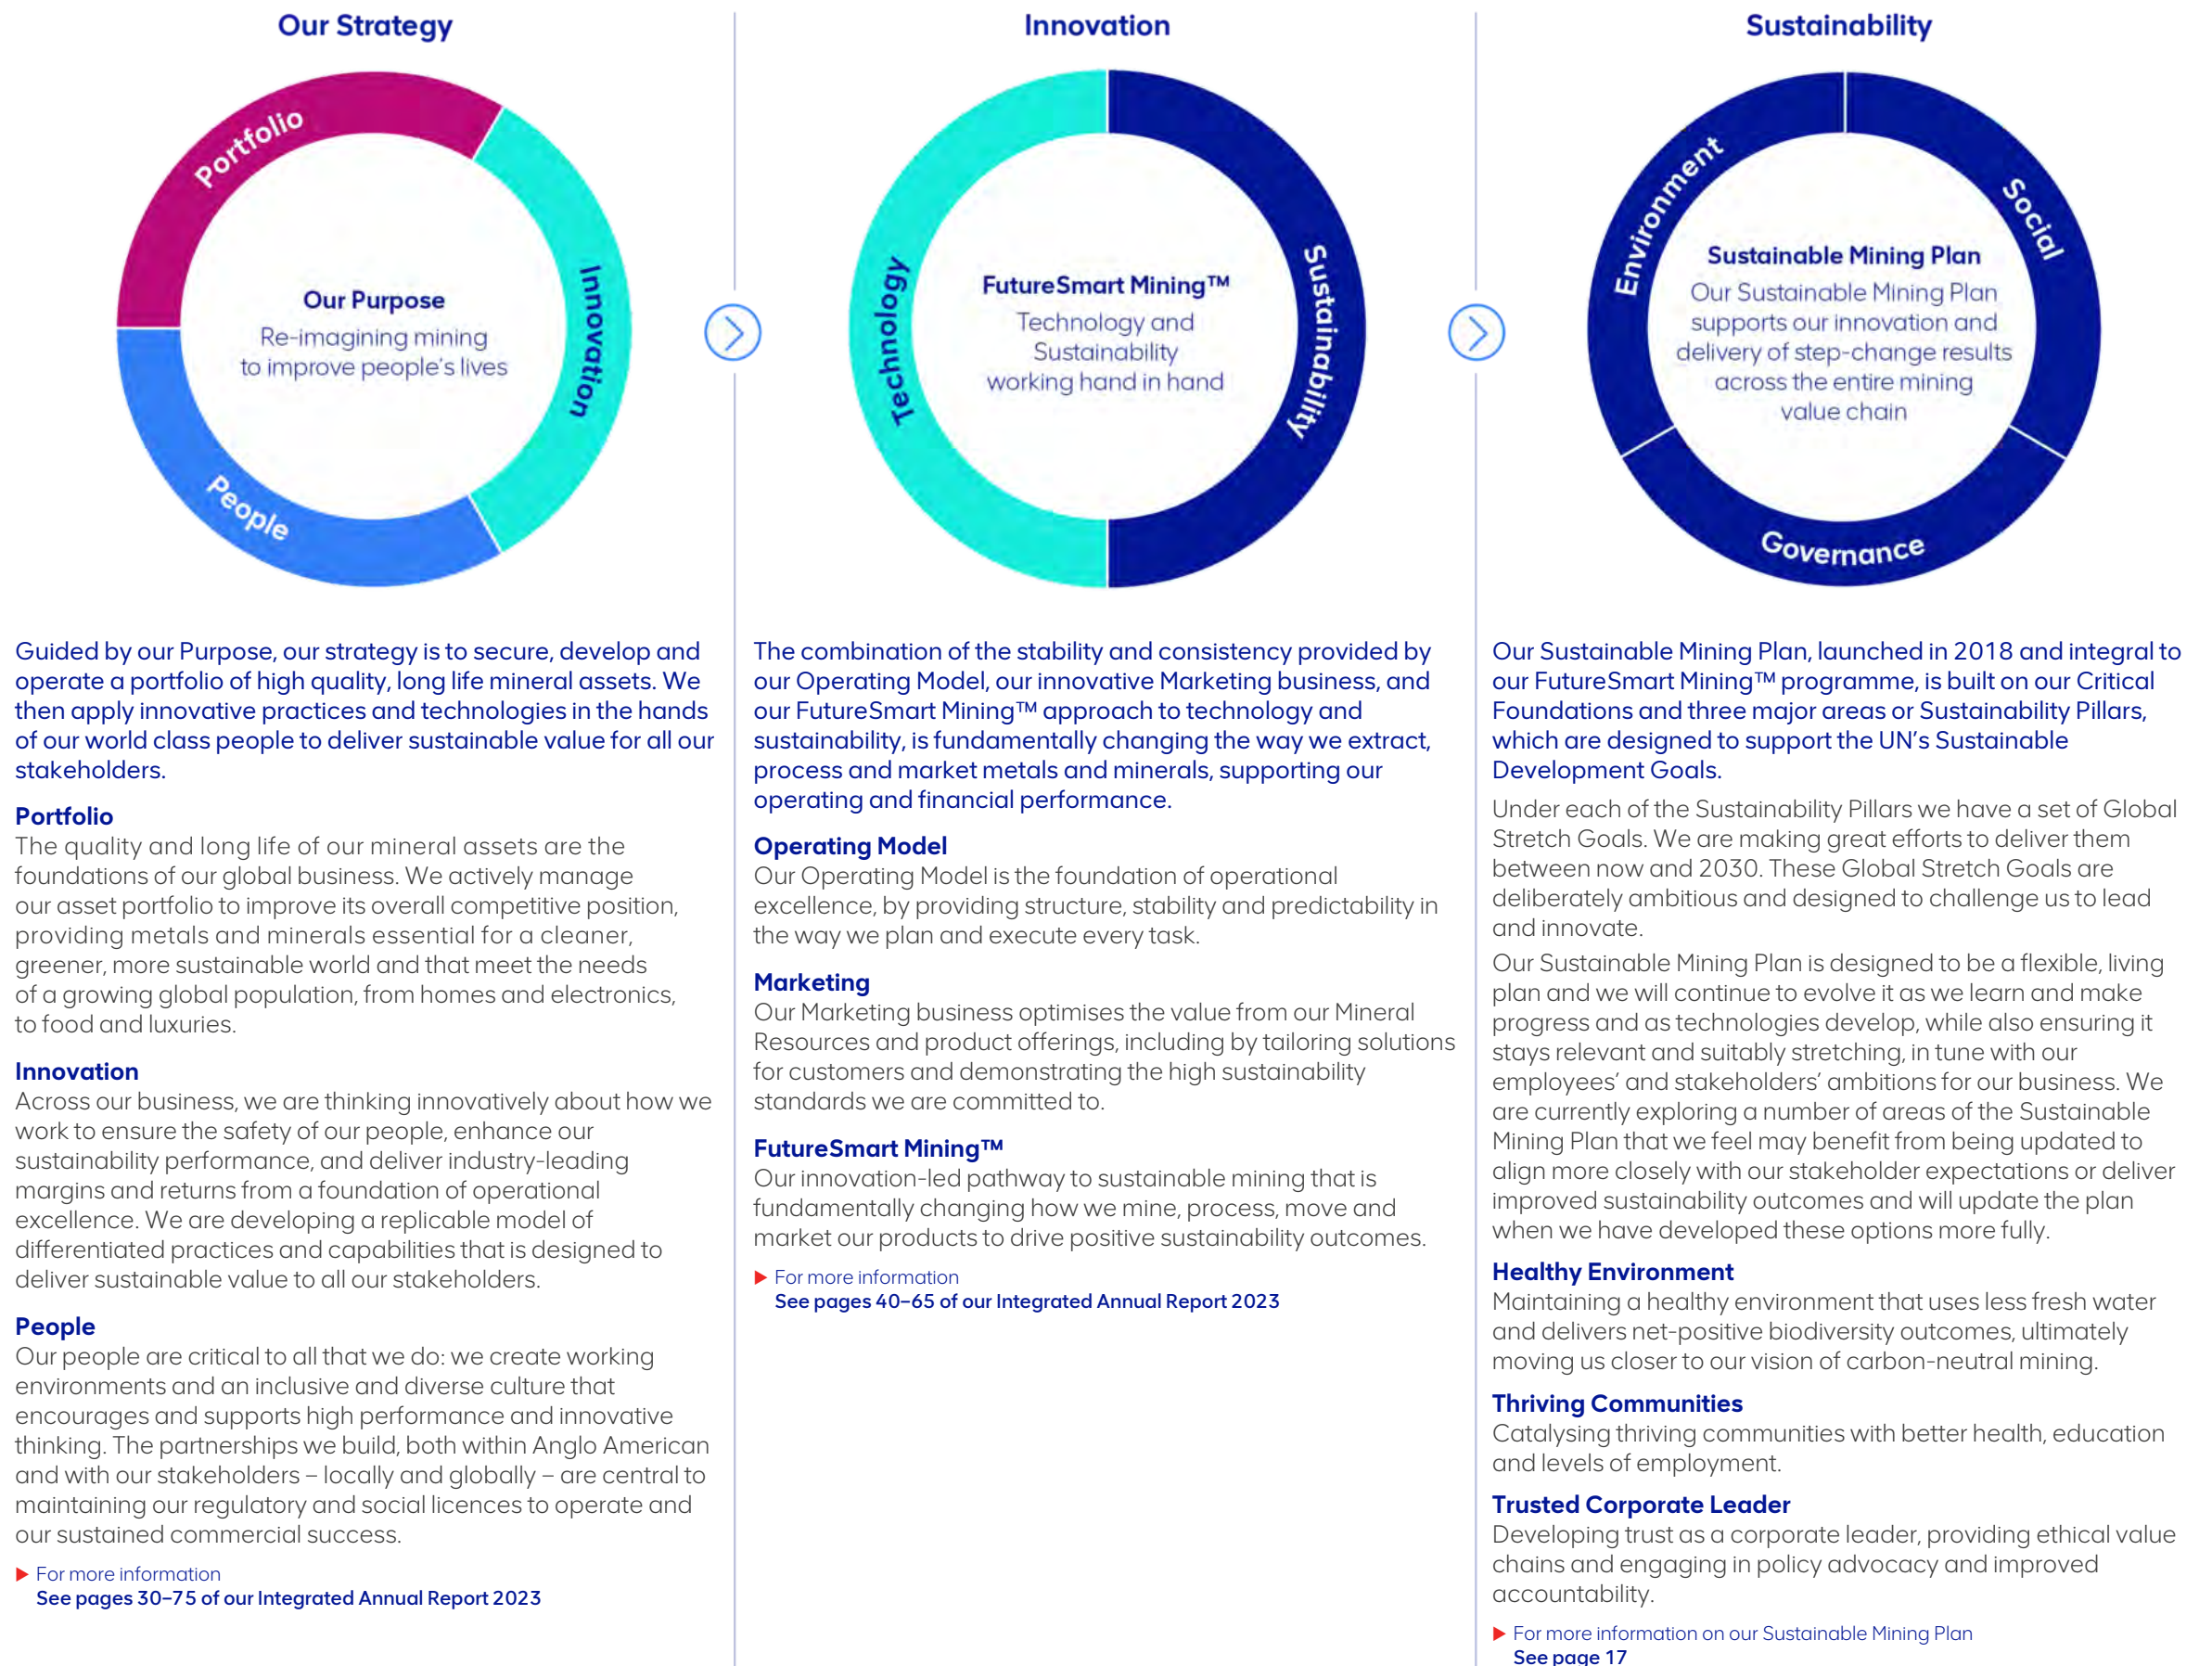 Our Strategy
Portfolio
Innovation
People
Our Purpose
Re-imagining mining
to improve people's lives
Guided by our Purpose, our strategy is to secure, develop and
operate a portfolio of high quality, long life mineral assets. We
then apply innovative practices and technologies in the hands
of our world class people to deliver sustainable value for all our
stakeholders.
Portfolio
The quality and long life of our mineral assets are the
foundations of our global business. We actively manage
our asset portfolio to improve its overall competitive position,
providing metals and minerals essential for a cleaner,
greener, more sustainable world and that meet the needs
of a growing global population, from homes and electronics,
to food and luxuries.
Innovation
Across our business, we are thinking innovatively about how we
work to ensure the safety of our people, enhance our
sustainability performance, and deliver industry-leading
margins and returns from a foundation of operational
excellence. We are developing a replicable model of
differentiated practices and capabilities that is designed to
deliver sustainable value to all our stakeholders.
People
Our people are critical to all that we do: we create working
environments and an inclusive and diverse culture that
encourages and supports high performance and innovative
thinking. The partnerships we build, both within Anglo American
and with our stakeholders – locally and globally – are central to
maintaining our regulatory and social licences to operate and
our sustained commercial success.
For more information
See pages 30–75 of our Integrated Annual Report 2023
Innovation
Technology
Sustainability
FutureSmart Mining™
Technology and
Sustainability
working hand in hand
The combination of the stability and consistency provided by
our Operating Model, our innovative Marketing business, and
our FutureSmart Mining™ approach to technology and
sustainability, is fundamentally changing the way we extract,
process and market metals and minerals, supporting our
operating and financial performance.
Operating Model
Our Operating Model is the foundation of operational
excellence, by providing structure, stability and predictability in
the way we plan and execute every task.
Marketing
Our Marketing business optimises the value from our Mineral
Resources and product offerings, including by tailoring solutions
for customers and demonstrating the high sustainability
standards we are committed to.
FutureSmart Mining™
Our innovation-led pathway to sustainable mining that is
fundamentally changing how we mine, process, move and
market our products to drive positive sustainability outcomes.
For more information
See pages 40–65 of our Integrated Annual Report 2023
Sustainability
Environment
Social
Governance
Sustainable Mining Plan
Our Sustainable Mining Plan
supports our innovation and
delivery of step-change results
across the entire mining
value chain
Our Sustainable Mining Plan, launched in 2018 and integral to
our FutureSmart Mining™ programme, is built on our Critical
Foundations and three major areas or Sustainability Pillars,
which are designed to support the UN's Sustainable
Development Goals.
Under each of the Sustainability Pillars we have a set of Global
Stretch Goals. We are making great efforts to deliver them
between now and 2030. These Global Stretch Goals are
deliberately ambitious and designed to challenge us to lead
and innovate.
Our Sustainable Mining Plan is designed to be a flexible, living
plan and we will continue to evolve it as we learn and make
progress and as technologies develop, while also ensuring it
stays relevant and suitably stretching, in tune with our
employees' and stakeholders' ambitions for our business. We
are currently exploring a number of areas of the Sustainable
Mining Plan that we feel may benefit from being updated to
align more closely with our stakeholder expectations or deliver
improved sustainability outcomes and will update the plan
when we have developed these options more fully.
Healthy Environment
Maintaining a healthy environment that uses less fresh water
and delivers net-positive biodiversity outcomes, ultimately
moving us closer to our vision of carbon-neutral mining.
Thriving Communities
Catalysing thriving communities with better health, education
and levels of employment.
Trusted Corporate Leader
Developing trust as a corporate leader, providing ethical value
chains and engaging in policy advocacy and improved
accountability.
For more information on our Sustainable Mining Plan
See page 17